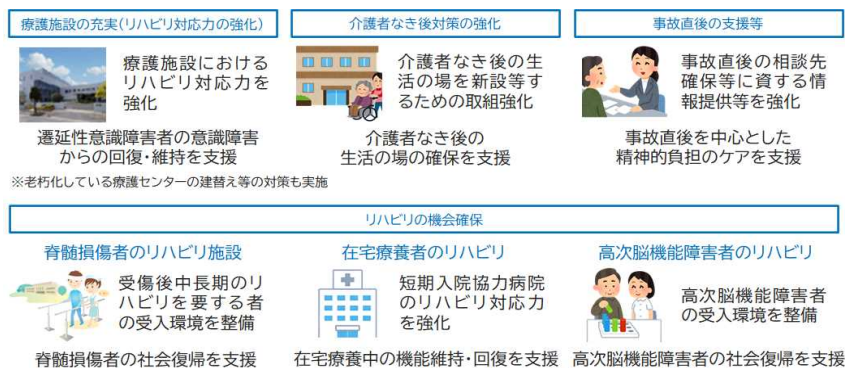 療護施設の充実(リハビリ対応力の強化)
療護施設における
リハビリ対応力を
強化
遷延性意識障害者の意識障害
からの回復・維持を支援
※老朽化している療護センターの建替え等の対策も実施
介護者なき後対策の強化
介護者なき後の生
活の場を新設等す
るための取組強化
介護者なき後の
生活の場の確保を支援
事故直後の支援等
事故直後の相談先
確保等に資する情
報提供等を強化
事故直後を中心とした
精神的負担のケアを支援
リハビリの機会確保
脊髄損傷者のリハビリ施設
受傷後中長期のリ
ハビリを要する者
の受入環境を整備
脊髄損傷者の社会復帰を支援
在宅療養者のリハビリ
短期入院協力病院
のリハビリ対応力
を強化
在宅療養中の機能維持・回復を支援
高次脳機能障害者のリハビリ
高次脳機能障害者
の受入環境を整備
高次脳機能障害者の社会復帰を支援